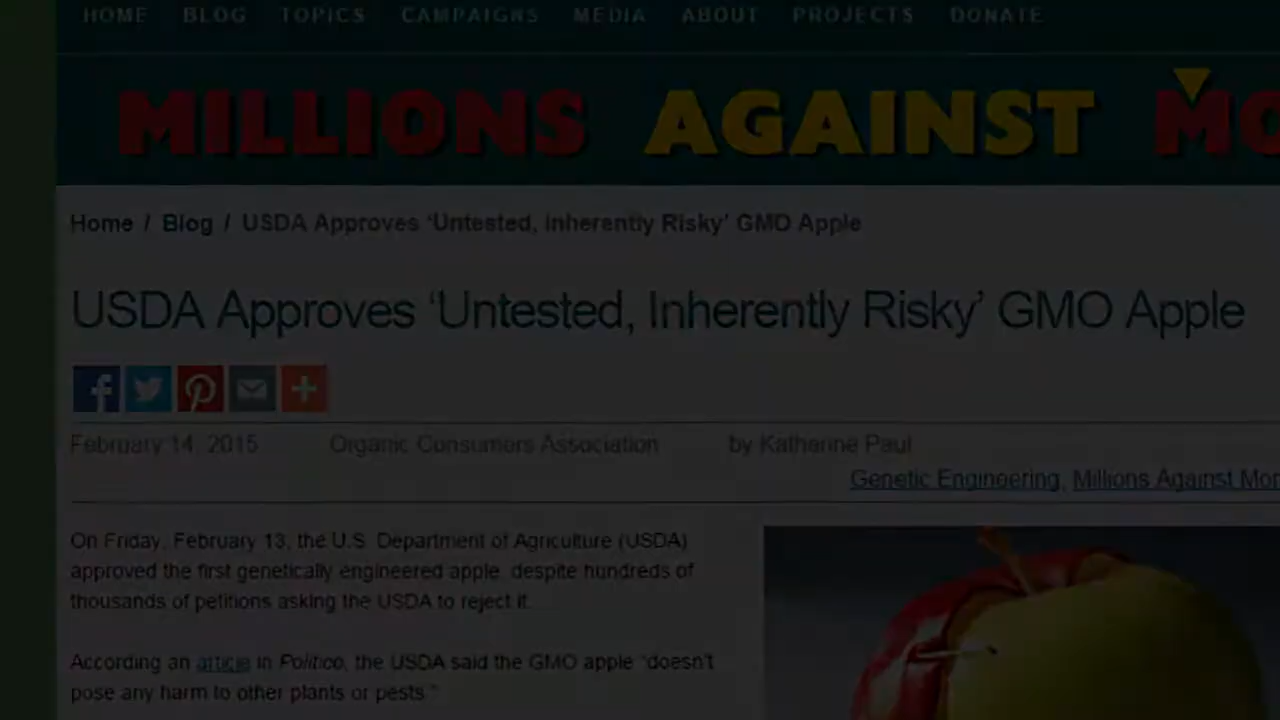 HOME BLOG TOPICS CAMPAIGNS MEDIA ABOUT PROJECTS DONATE
MILLIONS AGAINST MO
Home / Blog / USDA Approves ‘Untested, Inherently Risky’ GMO Apple
USDA Approves ‘Untested, Inherently Risky’ GMO Apple
February 14, 2015 Organic Consumers Association by Katherine Paul
Genetic Engineering, Millions Against Mon
On Friday, February 13, the U.S. Department of Agriculture (USDA)
approved the first genetically engineered apple, despite hundreds of
thousands of petitions asking the USDA to reject it.
According an article in Politico, the USDA said the GMO apple “doesn’t
pose any harm to other plants or pests.”